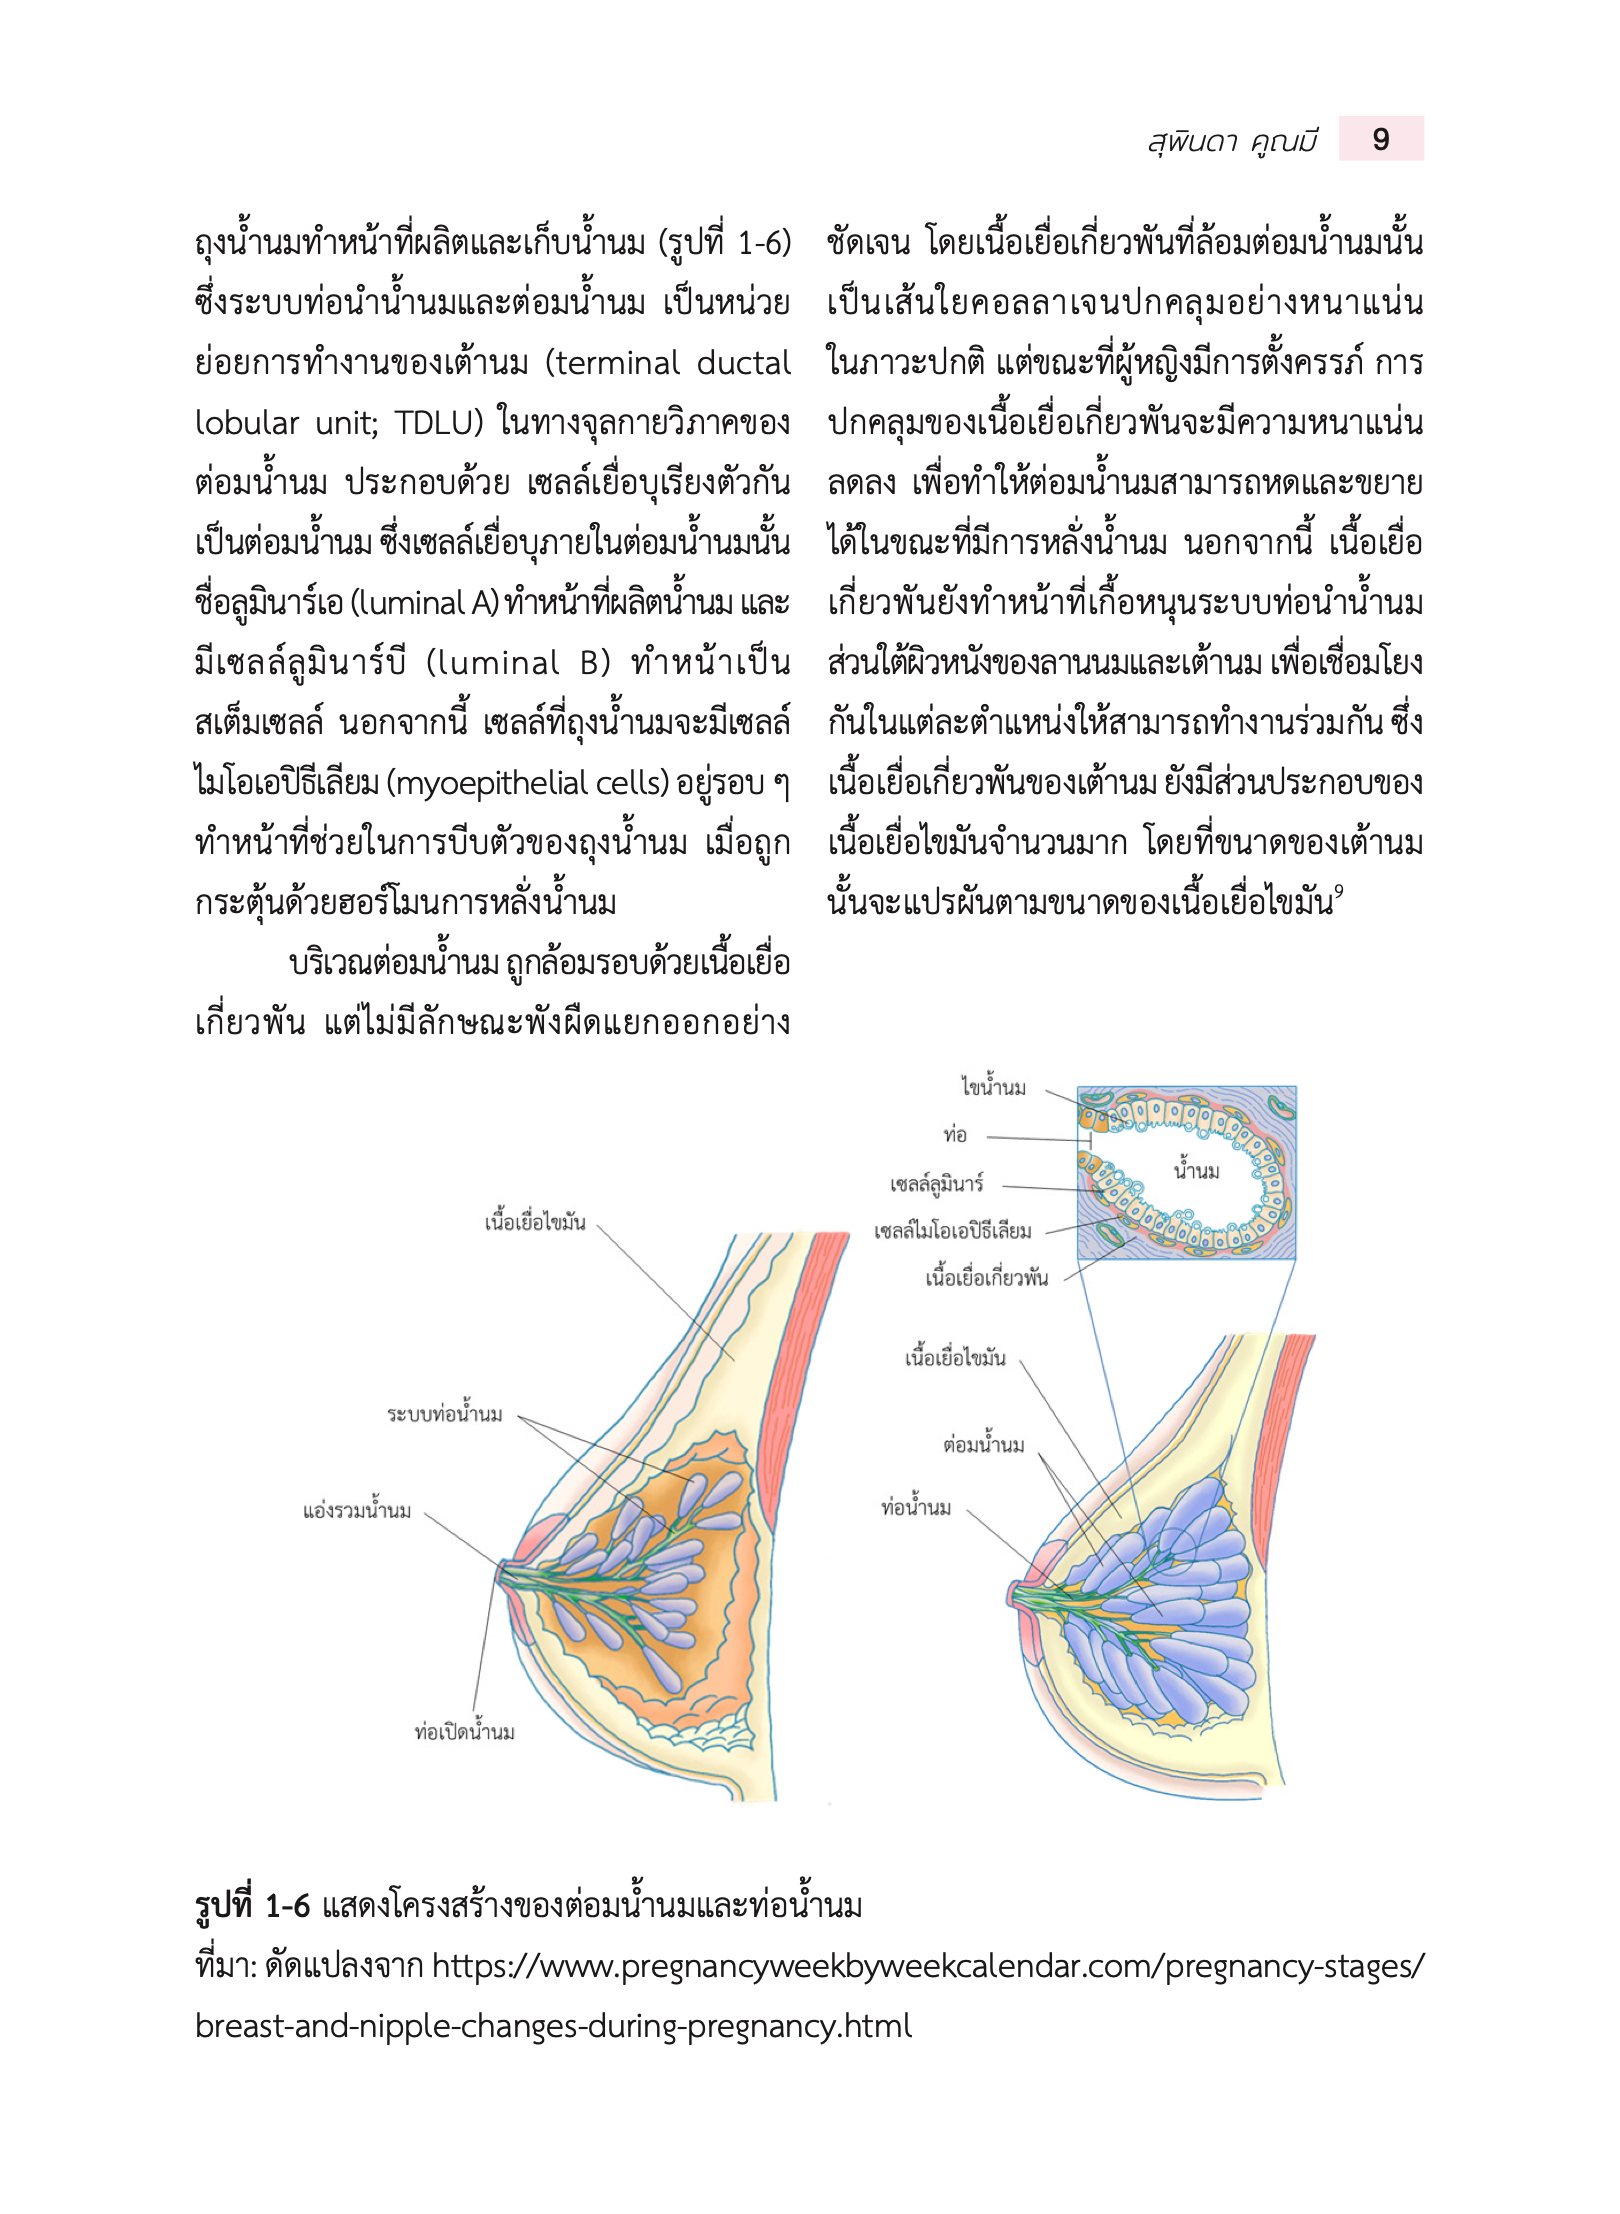 สุพินดา คูณมี 9
ถุงน้ำนมทำหน้าที่ผลิตและเก็บน้ำนม (รูปที่ 1-6)
ซึ่งระบบท่อนำน้ำนมและต่อมน้ำนม เป็นหน่วย
ย่อยการทำงานของเต้านม (terminal ductal
lobular unit; TDLU) ในทางจุลกายวิภาคของ
ต่อมน้ำนม ประกอบด้วย เซลล์เยื่อบุเรียงตัวกัน
เป็นต่อมน้ำนม ซึ่งเซลล์เยื่อบุภายในต่อมน้ำนมนั้น
ชื่อลูมินาร์เอ (luminal A) ทำหน้าที่ผลิตน้ำนม และ
มีเซลล์ลูมินาร์บี (luminal B) ทำหน้าเป็น
สเต็มเซลล์ นอกจากนี้ เซลล์ที่ถุงน้ำนมจะมีเซลล์
ไมโอเอปิธีเลียม (myoepithelial cells) อยู่รอบ ๆ
ทำหน้าที่ช่วยในการบีบตัวของถุงน้ำนม เมื่อถูก
กระตุ้นด้วยฮอร์โมนการหลั่งน้ำนม
บริเวณต่อมน้ำนม ถูกล้อมรอบด้วยเนื้อเยื่อ
เกี่ยวพัน แต่ไม่มีลักษณะพังผืดแยกออกอย่าง
ชัดเจน โดยเนื้อเยื่อเกี่ยวพันที่ล้อมต่อมน้ำนมนั้น
เป็นเส้นใยคอลลาเจนปกคลุมอย่างหนาแน่น
ในภาวะปกติ แต่ขณะที่ผู้หญิงมีการตั้งครรภ์ การ
ปกคลุมของเนื้อเยื่อเกี่ยวพันจะมีความหนาแน่น
ลดลง เพื่อทำให้ต่อมน้ำนมสามารถหดและขยาย
ได้ในขณะที่มีการหลั่งน้ำนม นอกจากนี้ เนื้อเยื่อ
เกี่ยวพันยังทำหน้าที่เกื้อหนุนระบบท่อนำน้ำนม
ส่วนใต้ผิวหนังของลานนมและเต้านม เพื่อเชื่อมโยง
กันในแต่ละตำแหน่งให้สามารถทำงานร่วมกัน ซึ่ง
เนื้อเยื่อเกี่ยวพันของเต้านม ยังมีส่วนประกอบของ
เนื้อเยื่อไขมันจำนวนมาก โดยที่ขนาดของเต้านม
นั้นจะแปรผันตามขนาดของเนื้อเยื่อไขมัน⁹
เนื้อเยื่อไขมัน
ระบบท่อน้ำนม
แอ่งรวมน้ำนม
ท่อเปิดน้ำนม
ไขน้ำนม
ท่อ
น้ำนม
เซลล์ลูมินาร์
เซลล์ไมโอเอปิธีเลียม
เนื้อเยื่อเกี่ยวพัน
เนื้อเยื่อไขมัน
ต่อมน้ำนม
ท่อน้ำนม
รูปที่ 1-6 แสดงโครงสร้างของต่อมน้ำนมและท่อน้ำนม
ที่มา: ดัดแปลงจาก https://www.pregnancyweekbyweekcalendar.com/pregnancy-stages/
breast-and-nipple-changes-during-pregnancy.html